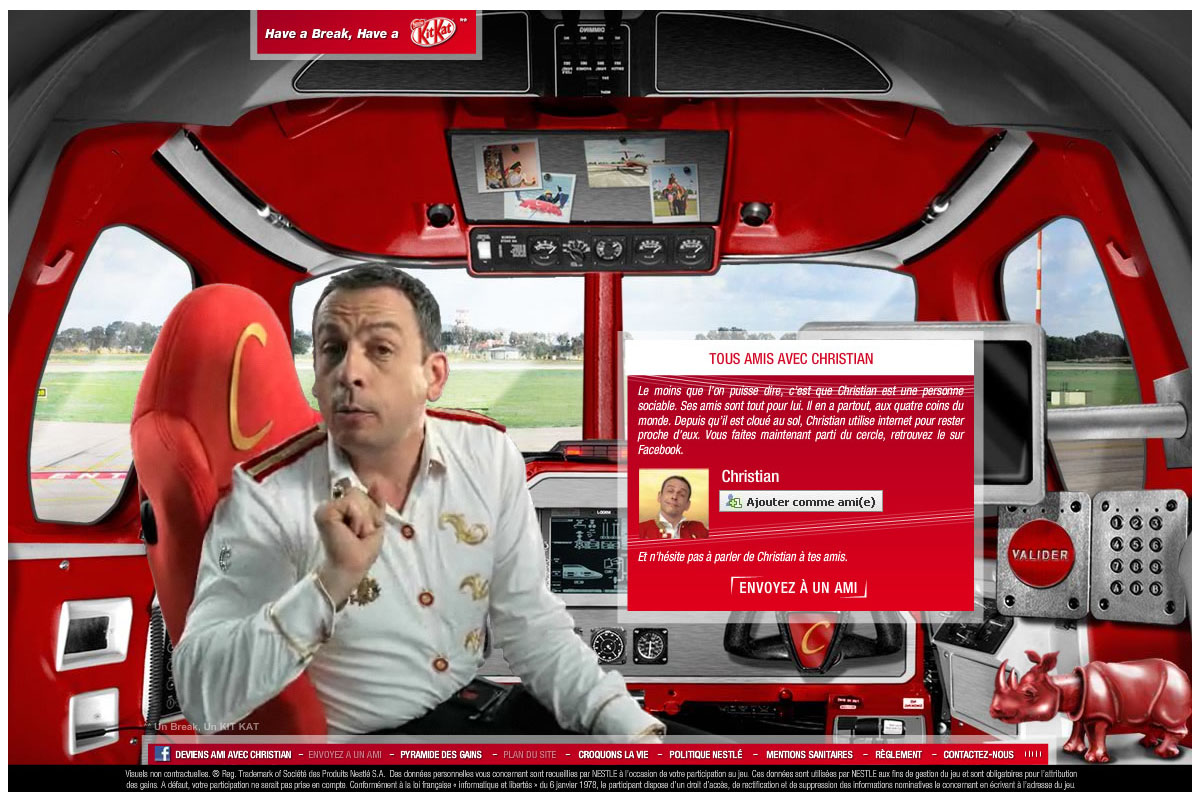 Have a Break, Have a Nestlé KitKat **
DIMMING
C
TOUS AMIS AVEC CHRISTIAN
Le moins que l'on puisse dire, c'est que Christian est une personne
sociable. Ses amis sont tout pour lui. Il en a partout, aux quatre coins du
monde. Depuis qu'il est cloué au sol, Christian utilise internet pour rester
proche d'eux. Vous faites maintenant parti du cercle, retrouvez le sur
Facebook.
Christian
Ajouter comme ami(e)
Et n'hésite pas à parler de Christian à tes amis.
ENVOYEZ À UN AMI
VALIDER
1 2 3
4 5 6
7 8 9
A 0
C
** Un Break, Un KIT KAT
f DEVIENS AMI AVEC CHRISTIAN – ENVOYEZ A UN AMI – PYRAMIDE DES GAINS – PLAN DU SITE – CROQUONS LA VIE – POLITIQUE NESTLÉ – MENTIONS SANITAIRES – RÈGLEMENT – CONTACTEZ-NOUS
Visuels non contractuelles. ® Reg. Trademark of Société des Produits Nestlé S.A. Des données personnelles vous concernant sont recueillies par NESTLE à l'occasion de votre participation au jeu. Ces données sont utilisées par NESTLE aux fins de gestion du jeu et sont obligatoires pour l'attribution
des gains. A défaut, votre participation ne serait pas prise en compte. Conformément à la loi française « informatique et libertés » du 6 janvier 1978, le participant dispose d'un droit d'accès, de rectification et de suppression des informations nominatives le concernant en écrivant à l'adresse du jeu.